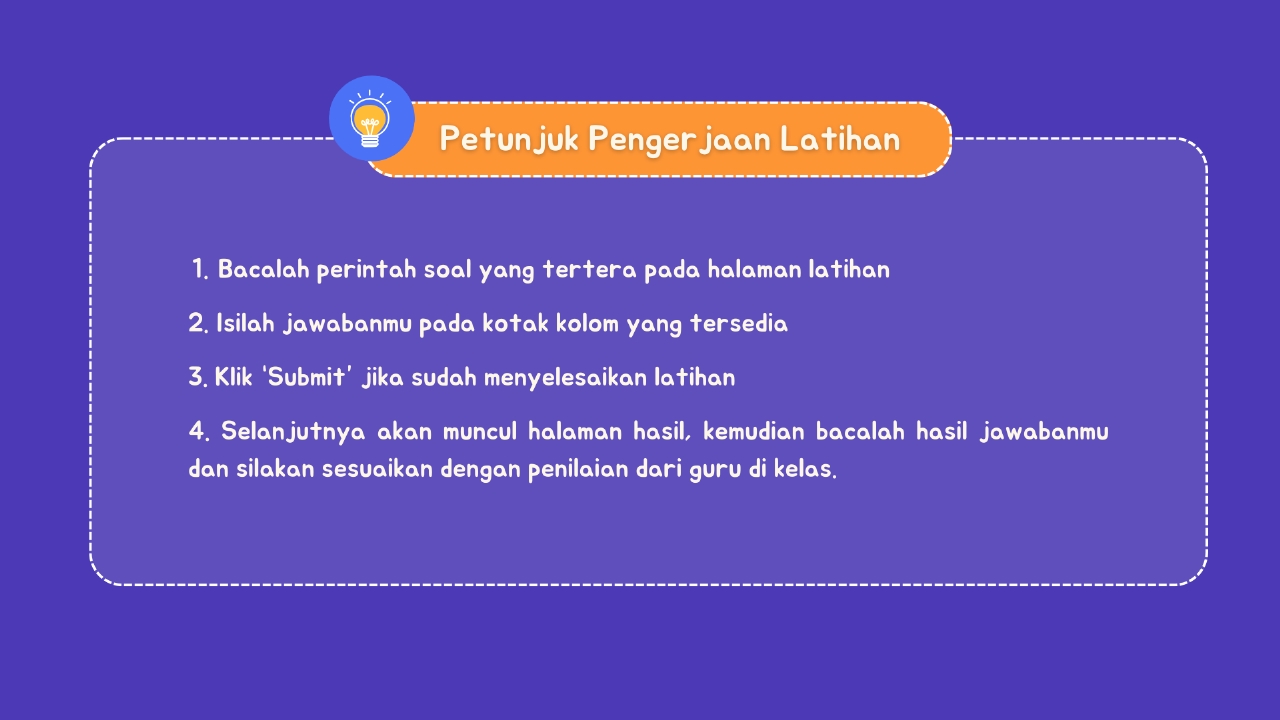 Petunjuk Pengerjaan Latihan
1. Bacalah perintah soal yang tertera pada halaman latihan
2. Isilah jawabanmu pada kotak kolom yang tersedia
3. Klik ‘Submit’ jika sudah menyelesaikan latihan
4. Selanjutnya akan muncul halaman hasil, kemudian bacalah hasil jawabanmu
dan silakan sesuaikan dengan penilaian dari guru di kelas.